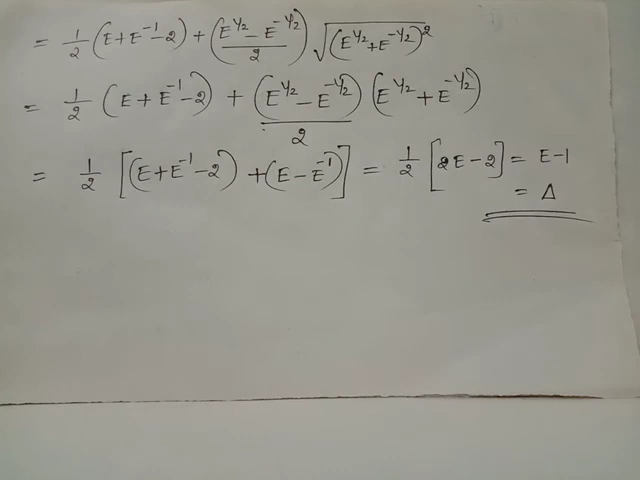 = 1/2 (E+E^-1-2) + (E^1/2 - E^-1/2)/2 √(E^1/2+E^-1/2)^2
= 1/2 (E+E^-1-2) + (E^1/2 - E^-1/2)/2 (E^1/2 + E^-1/2)
= 1/2 [(E+E^-1-2) + (E-E^-1)] = 1/2 [2E-2] = E-1
= Δ